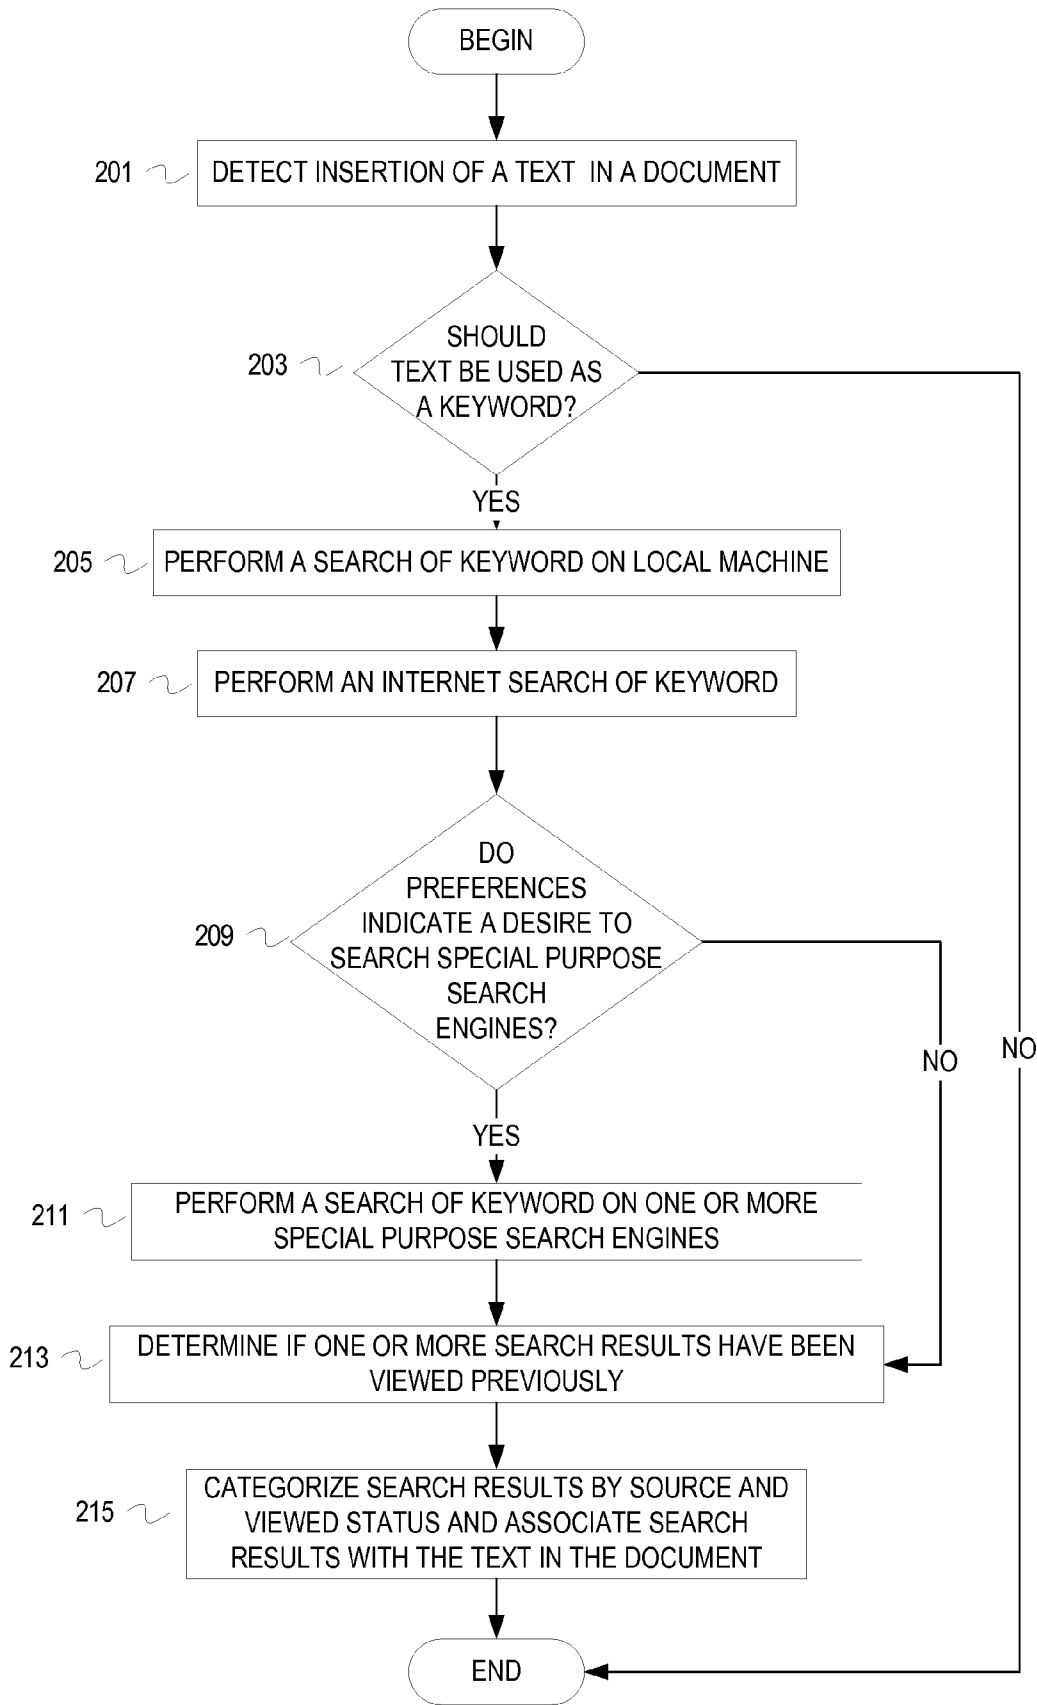 BEGIN
201
DETECT INSERTION OF A TEXT IN A DOCUMENT
SHOULD
203
TEXT BE USED AS
A KEYWORD?
YES
205
PERFORM A SEARCH OF KEYWORD ON LOCAL MACHINE
207
PERFORM AN INTERNET SEARCH OF KEYWORD
DO
PREFERENCES
209
INDICATE A DESIRE TO
SEARCH SPECIAL PURPOSE
SEARCH
ENGINES?
NO
NO
YES
211
PERFORM A SEARCH OF KEYWORD ON ONE OR MORE
SPECIAL PURPOSE SEARCH ENGINES
213
DETERMINE IF ONE OR MORE SEARCH RESULTS HAVE BEEN
VIEWED PREVIOUSLY
215
CATEGORIZE SEARCH RESULTS BY SOURCE AND
VIEWED STATUS AND ASSOCIATE SEARCH
RESULTS WITH THE TEXT IN THE DOCUMENT
END